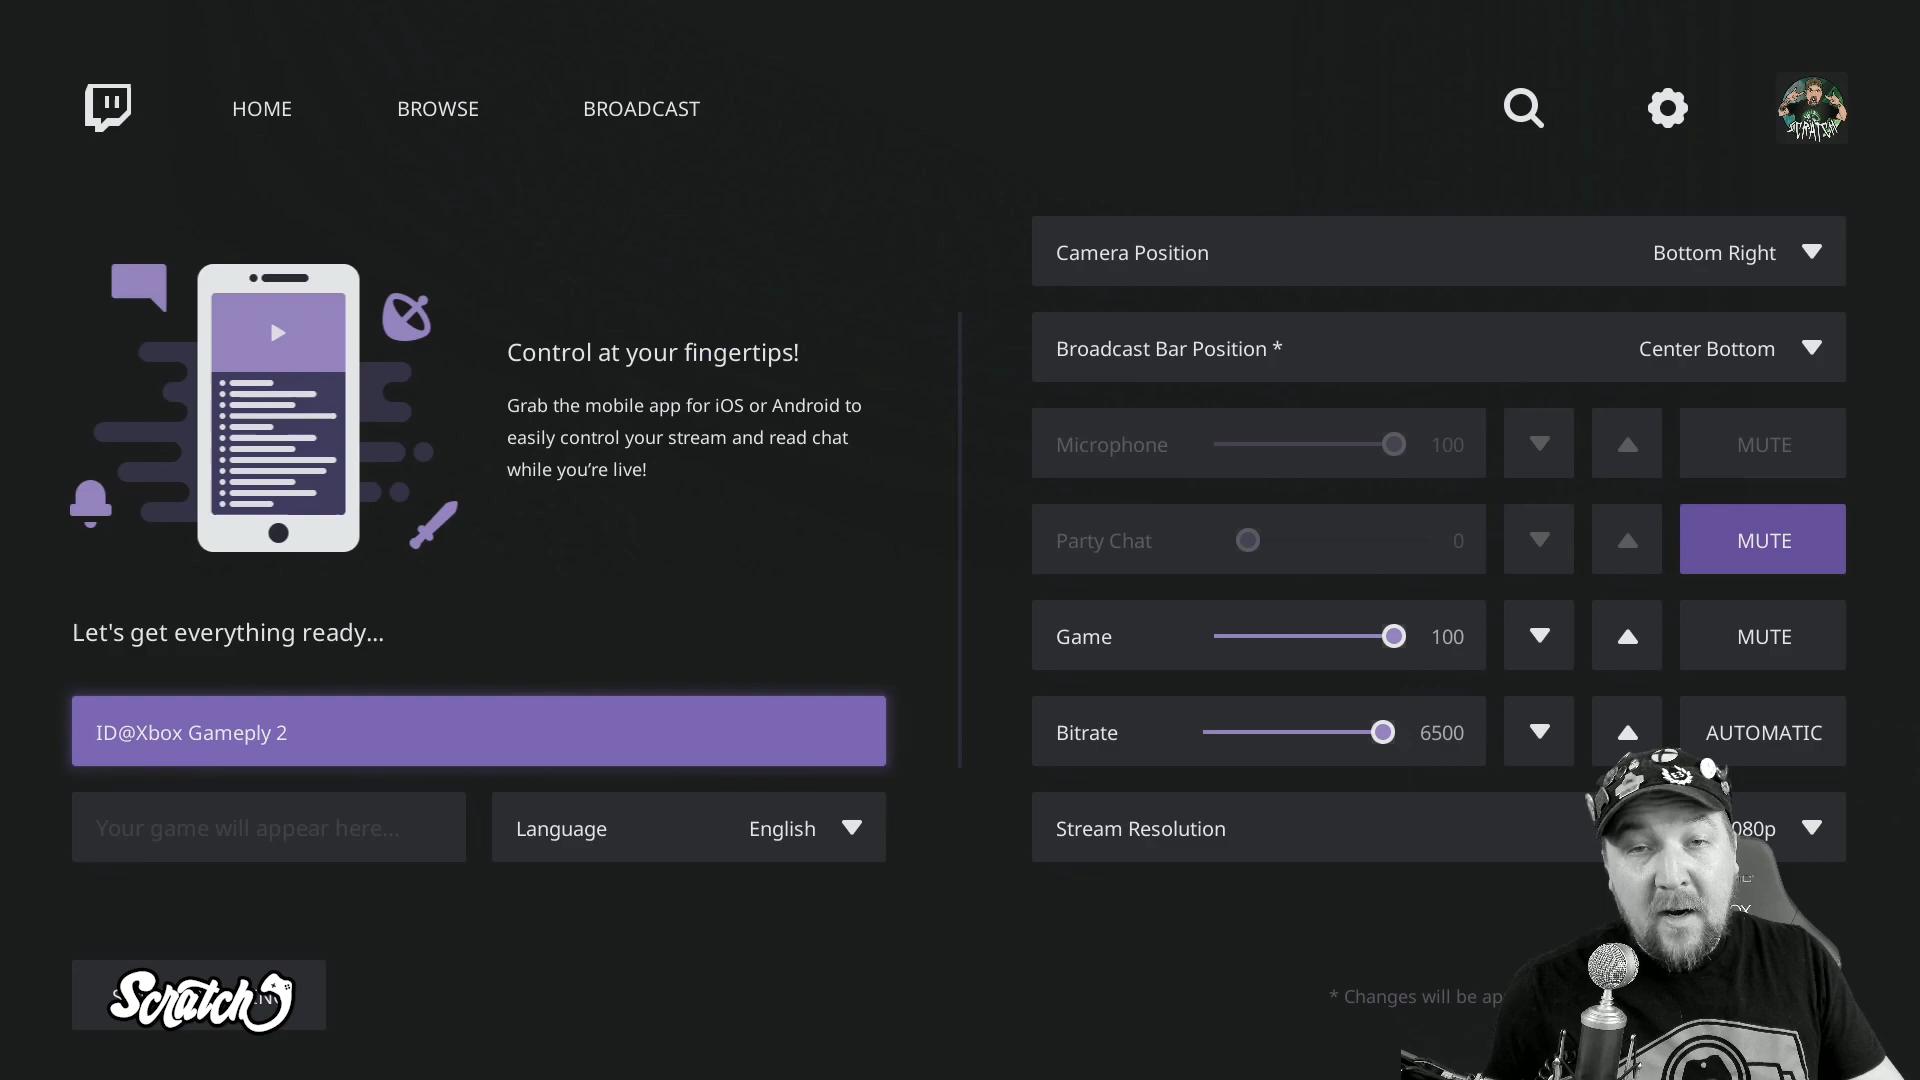 HOME
BROWSE
BROADCAST
SCRATCH
Control at your fingertips!
Grab the mobile app for iOS or Android to
easily control your stream and read chat
while you’re live!
Let's get everything ready...
ID@Xbox Gameply 2
Your game will appear here...
Language English
Scratch
Camera Position Bottom Right
Broadcast Bar Position * Center Bottom
Microphone 100 MUTE
Party Chat 0 MUTE
Game 100 MUTE
Bitrate 6500 AUTOMATIC
Stream Resolution 080p
* Changes will be ap